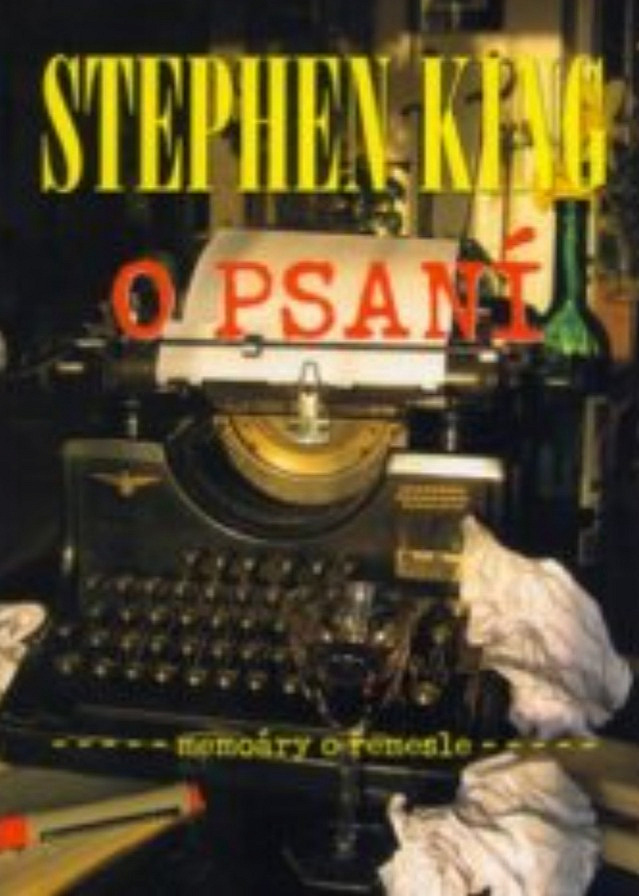 STEPHEN KING
O PSANÍ
- - - - - memoáry o řemesle - - - - -